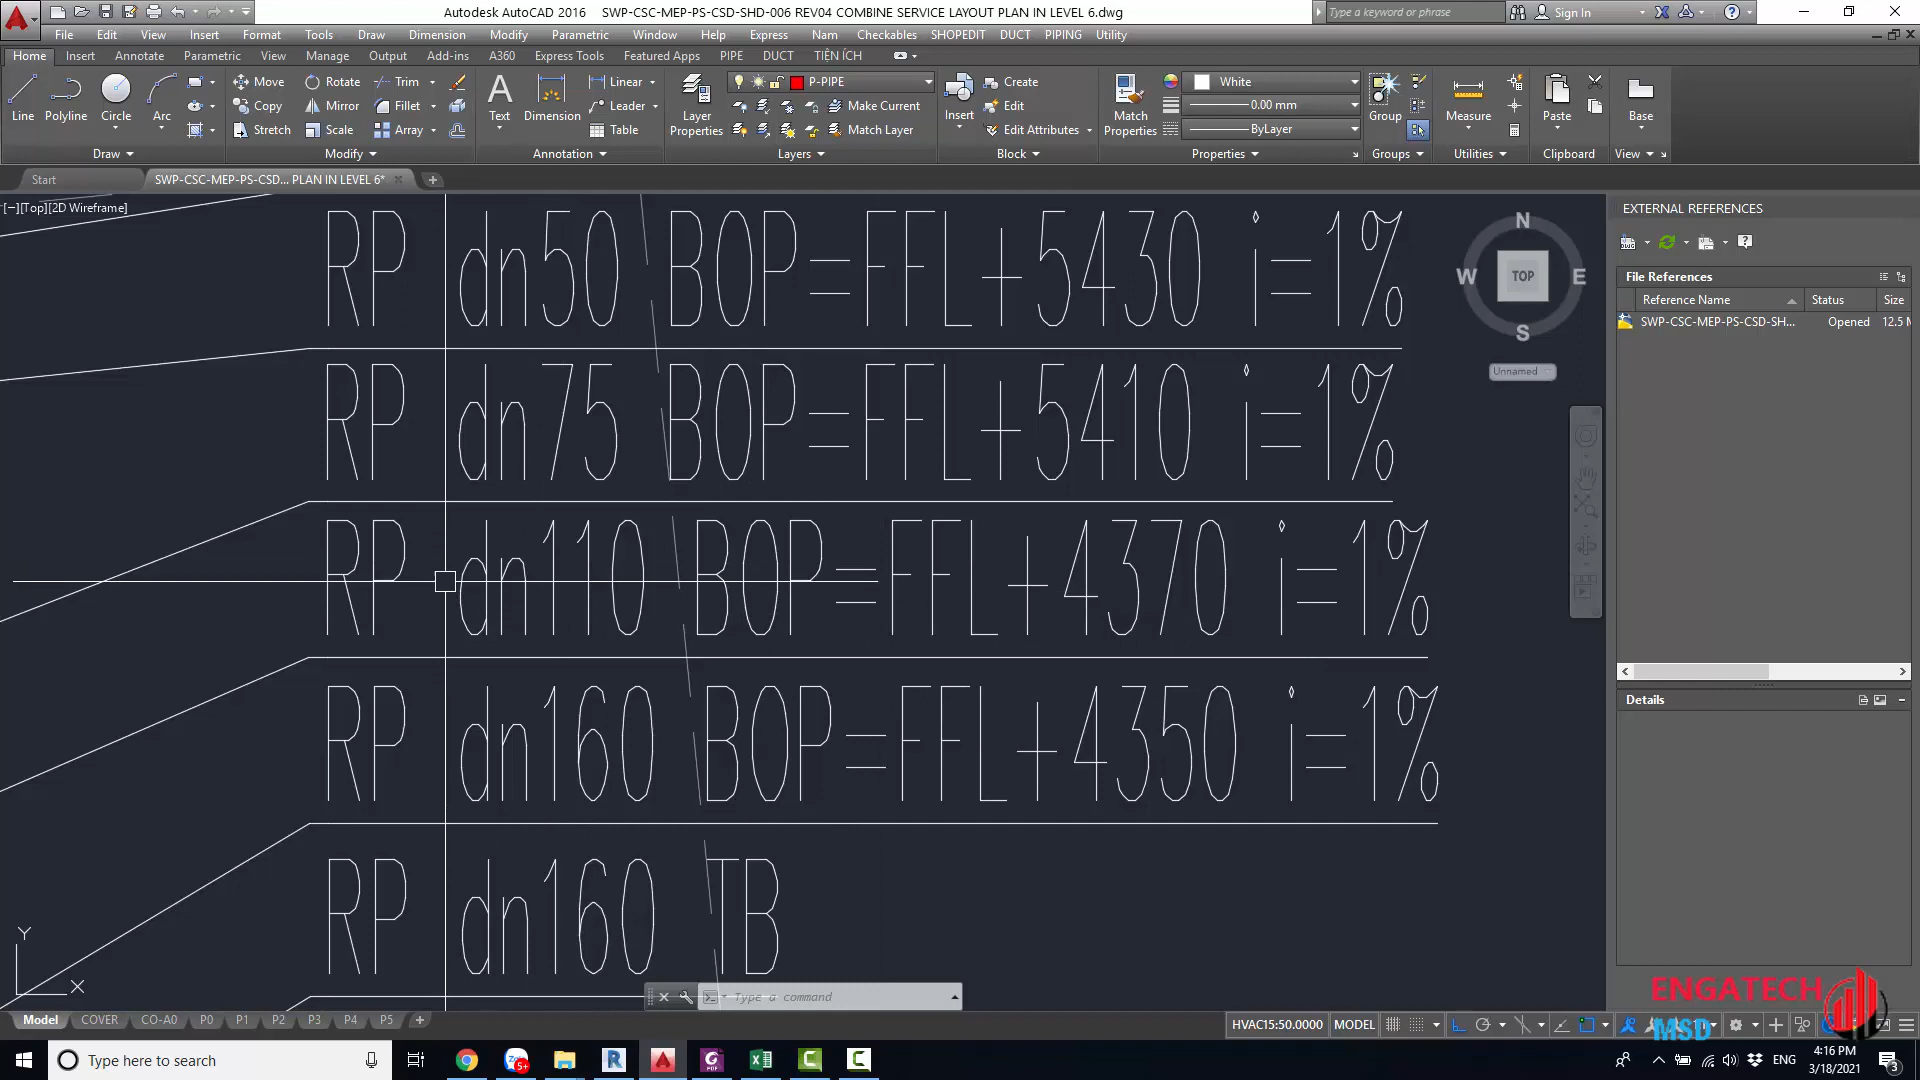 Autodesk AutoCAD 2016 SWP-CSC-MEP-PS-CSD-SHD-006 REV04 COMBINE SERVICE LAYOUT PLAN IN LEVEL 6.dwg
Type a keyword or phrase
Sign In
File Edit View Insert Format Tools Draw Dimension Modify Parametric Window Help Express Nam Checkables SHOPEDIT DUCT PIPING Utility
Home Insert Annotate Parametric View Manage Output Add-ins A360 Express Tools Featured Apps PIPE DUCT TIỆN ÍCH
Line Polyline Circle Arc
Draw
Move Rotate Trim
Copy Mirror Fillet
Stretch Scale Array
Modify
Text Dimension
Linear
Leader
Table
Annotation
Layer Properties
P-PIPE
Make Current
Match Layer
Layers
Insert
Create
Edit
Edit Attributes
Block
Match Properties
White
0.00 mm
ByLayer
Properties
Group
Groups
Measure
Utilities
Paste
Clipboard
Base
View
Start
SWP-CSC-MEP-PS-CSD... PLAN IN LEVEL 6*
[−][Top][2D Wireframe]
RP dn50 BOP=FFL+5430 i=1%
RP dn75 BOP=FFL+5410 i=1%
RP dn110 BOP=FFL+4370 i=1%
RP dn160 BOP=FFL+4350 i=1%
RP dn160 TB
N
W TOP E
S
Unnamed
Y
X
EXTERNAL REFERENCES
File References
Reference Name Status Size
SWP-CSC-MEP-PS-CSD-SH... Opened 12.5 M
Details
Type a command
ENGATECH
MSD
Model COVER CO-A0 P0 P1 P2 P3 P4 P5
HVAC15:50.0000 MODEL
Type here to search
5+
ENG
4:16 PM
3/18/2021
3